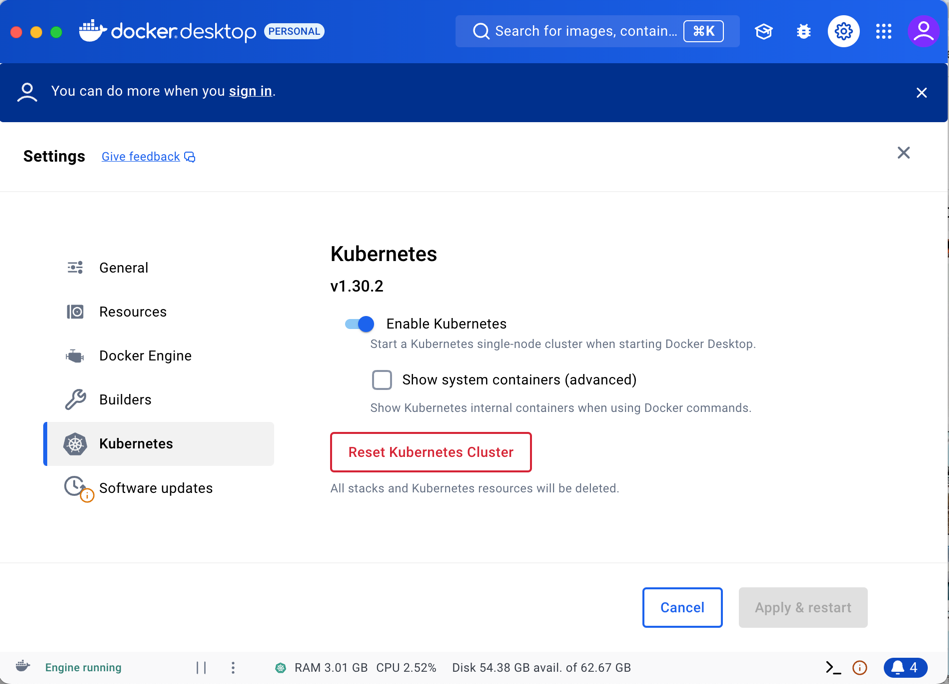 docker desktop PERSONAL Search for images, contain... ⌘K
You can do more when you sign in.
Settings Give feedback
General
Resources
Docker Engine
Builders
Kubernetes
Software updates
Kubernetes
v1.30.2
Enable Kubernetes
Start a Kubernetes single-node cluster when starting Docker Desktop.
Show system containers (advanced)
Show Kubernetes internal containers when using Docker commands.
Reset Kubernetes Cluster
All stacks and Kubernetes resources will be deleted.
Cancel Apply & restart
Engine running RAM 3.01 GB CPU 2.52% Disk 54.38 GB avail. of 62.67 GB 4